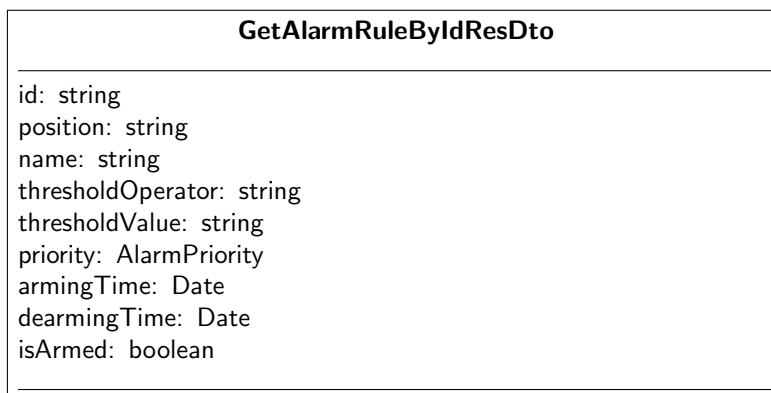 GetAlarmRuleByIdResDto
id: string
position: string
name: string
thresholdOperator: string
thresholdValue: string
priority: AlarmPriority
armingTime: Date
dearmingTime: Date
isArmed: boolean